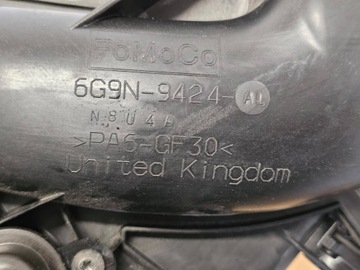 FoMoCo
6G9N-9424-AL
N8U4A
>PA6-GF30<
United Kingdom